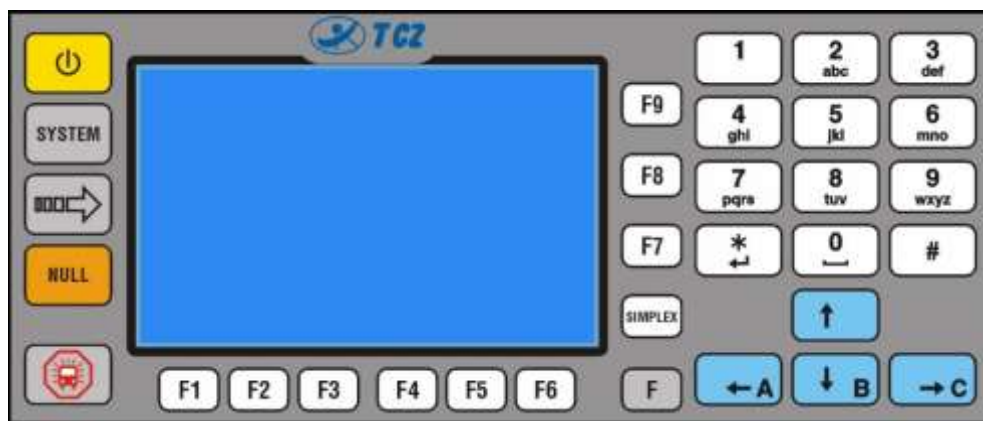 TCZ
SYSTEM
NULL
F1
F2
F3
F4
F5
F6
F9
F8
F7
SIMPLEX
F
1
2
abc
3
def
4
ghi
5
jkl
6
mno
7
pqrs
8
tuv
9
wxyz
*
0
#
↑
←A
↓ B
→C